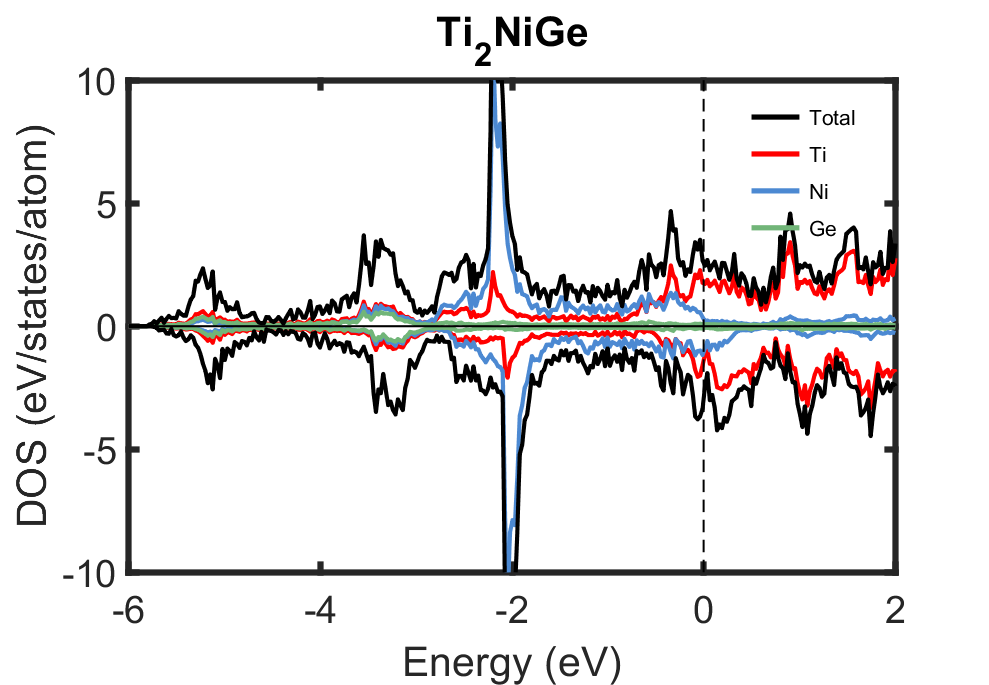 Ti₂NiGe
10
5
0
-5
-10
DOS (eV/states/atom)
Total
Ti
Ni
Ge
-6 -4 -2 0 2
Energy (eV)